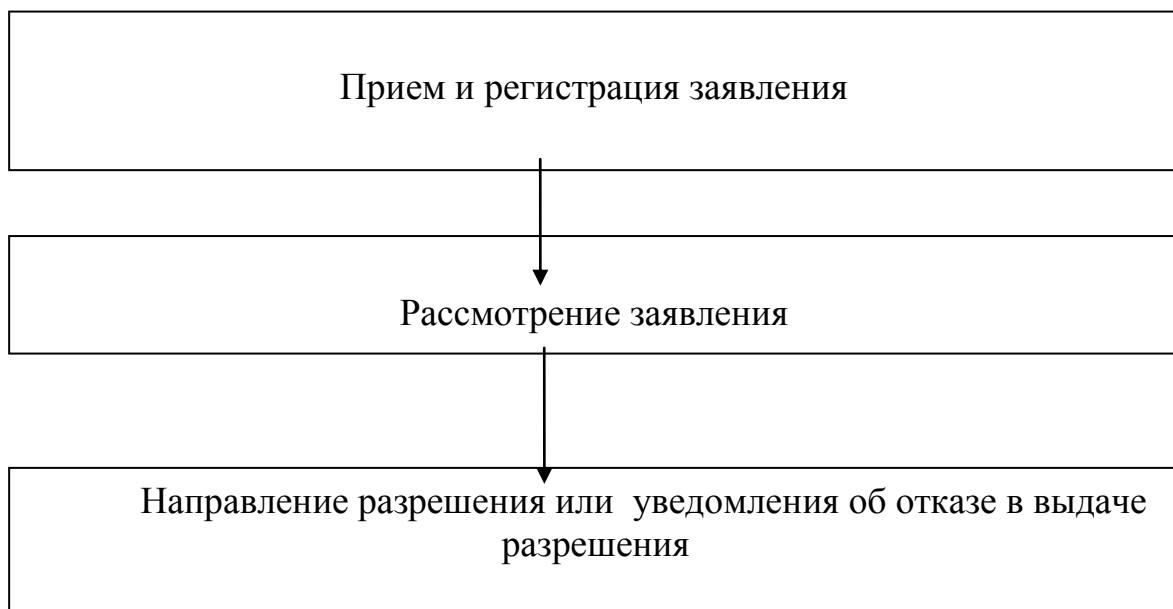 Прием и регистрация заявления
Рассмотрение заявления
Направление разрешения или уведомления об отказе в выдаче
разрешения